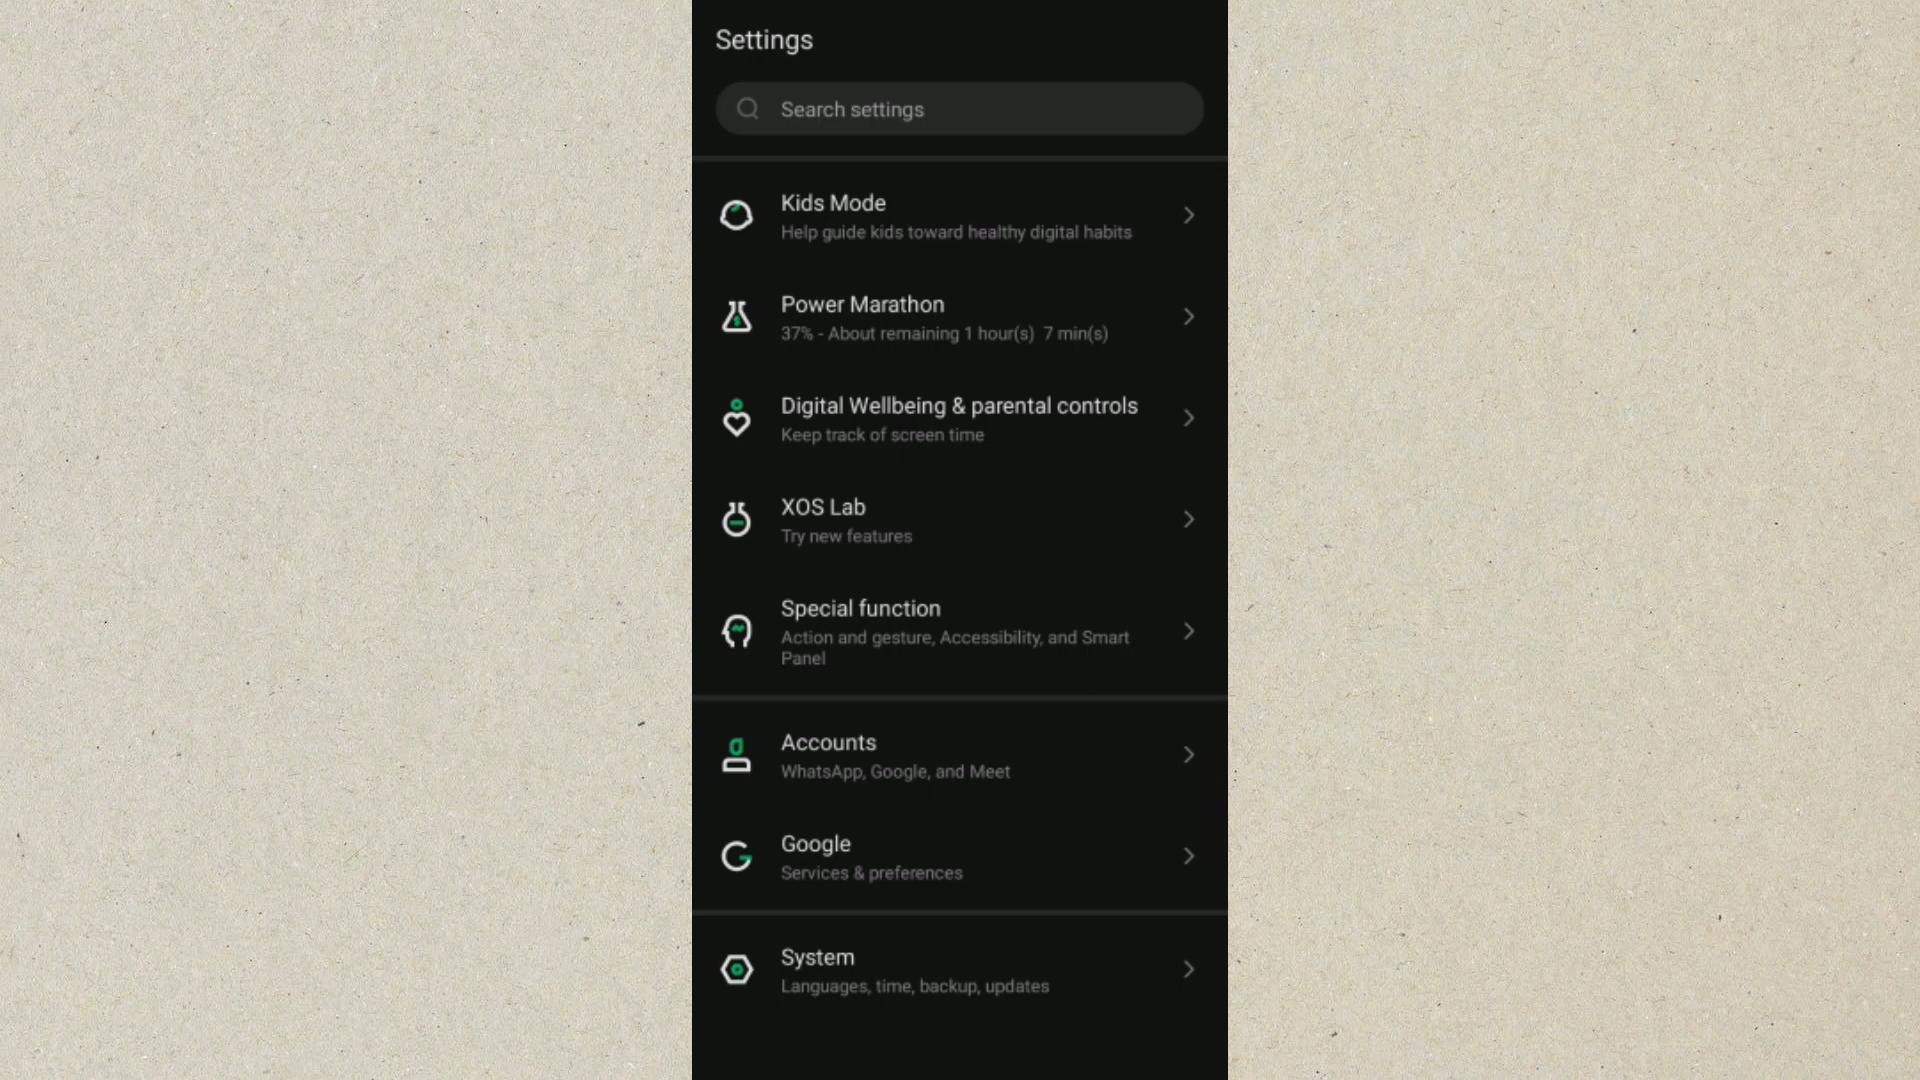 Settings
Search settings
Kids Mode
Help guide kids toward healthy digital habits
Power Marathon
37% - About remaining 1 hour(s)  7 min(s)
Digital Wellbeing & parental controls
Keep track of screen time
XOS Lab
Try new features
Special function
Action and gesture, Accessibility, and Smart
Panel
Accounts
WhatsApp, Google, and Meet
Google
Services & preferences
System
Languages, time, backup, updates